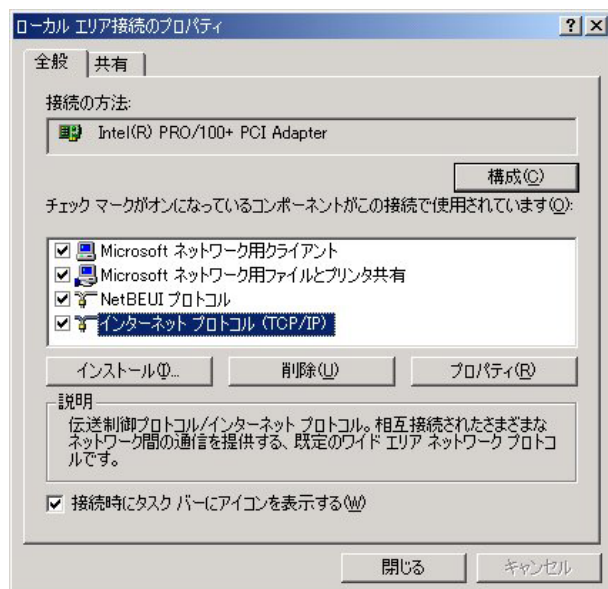 ローカル エリア接続のプロパティ
全般 共有
接続の方法:
Intel(R) PRO/100+ PCI Adapter
構成(C)
チェック マークがオンになっているコンポーネントがこの接続で使用されています(O):
Microsoft ネットワーク用クライアント
Microsoft ネットワーク用ファイルとプリンタ共有
NetBEUI プロトコル
インターネット プロトコル (TCP/IP)
インストール(I)... 削除(U) プロパティ(R)
説明
伝送制御プロトコル/インターネット プロトコル。相互接続されたさまざまな
ネットワーク間の通信を提供する、既定のワイド エリア ネットワーク プロトコ
ルです。
接続時にタスク バーにアイコンを表示する(W)
閉じる キャンセル